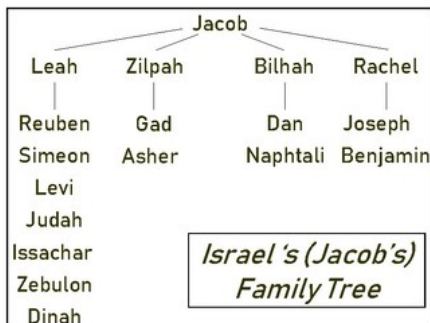 Jacob
Leah Zilpah Bilhah Rachel
Reuben Gad Dan Joseph
Simeon Asher Naphtali Benjamin
Levi
Judah
Issachar
Zebulon
Dinah
Israel 's (Jacob's)
Family Tree